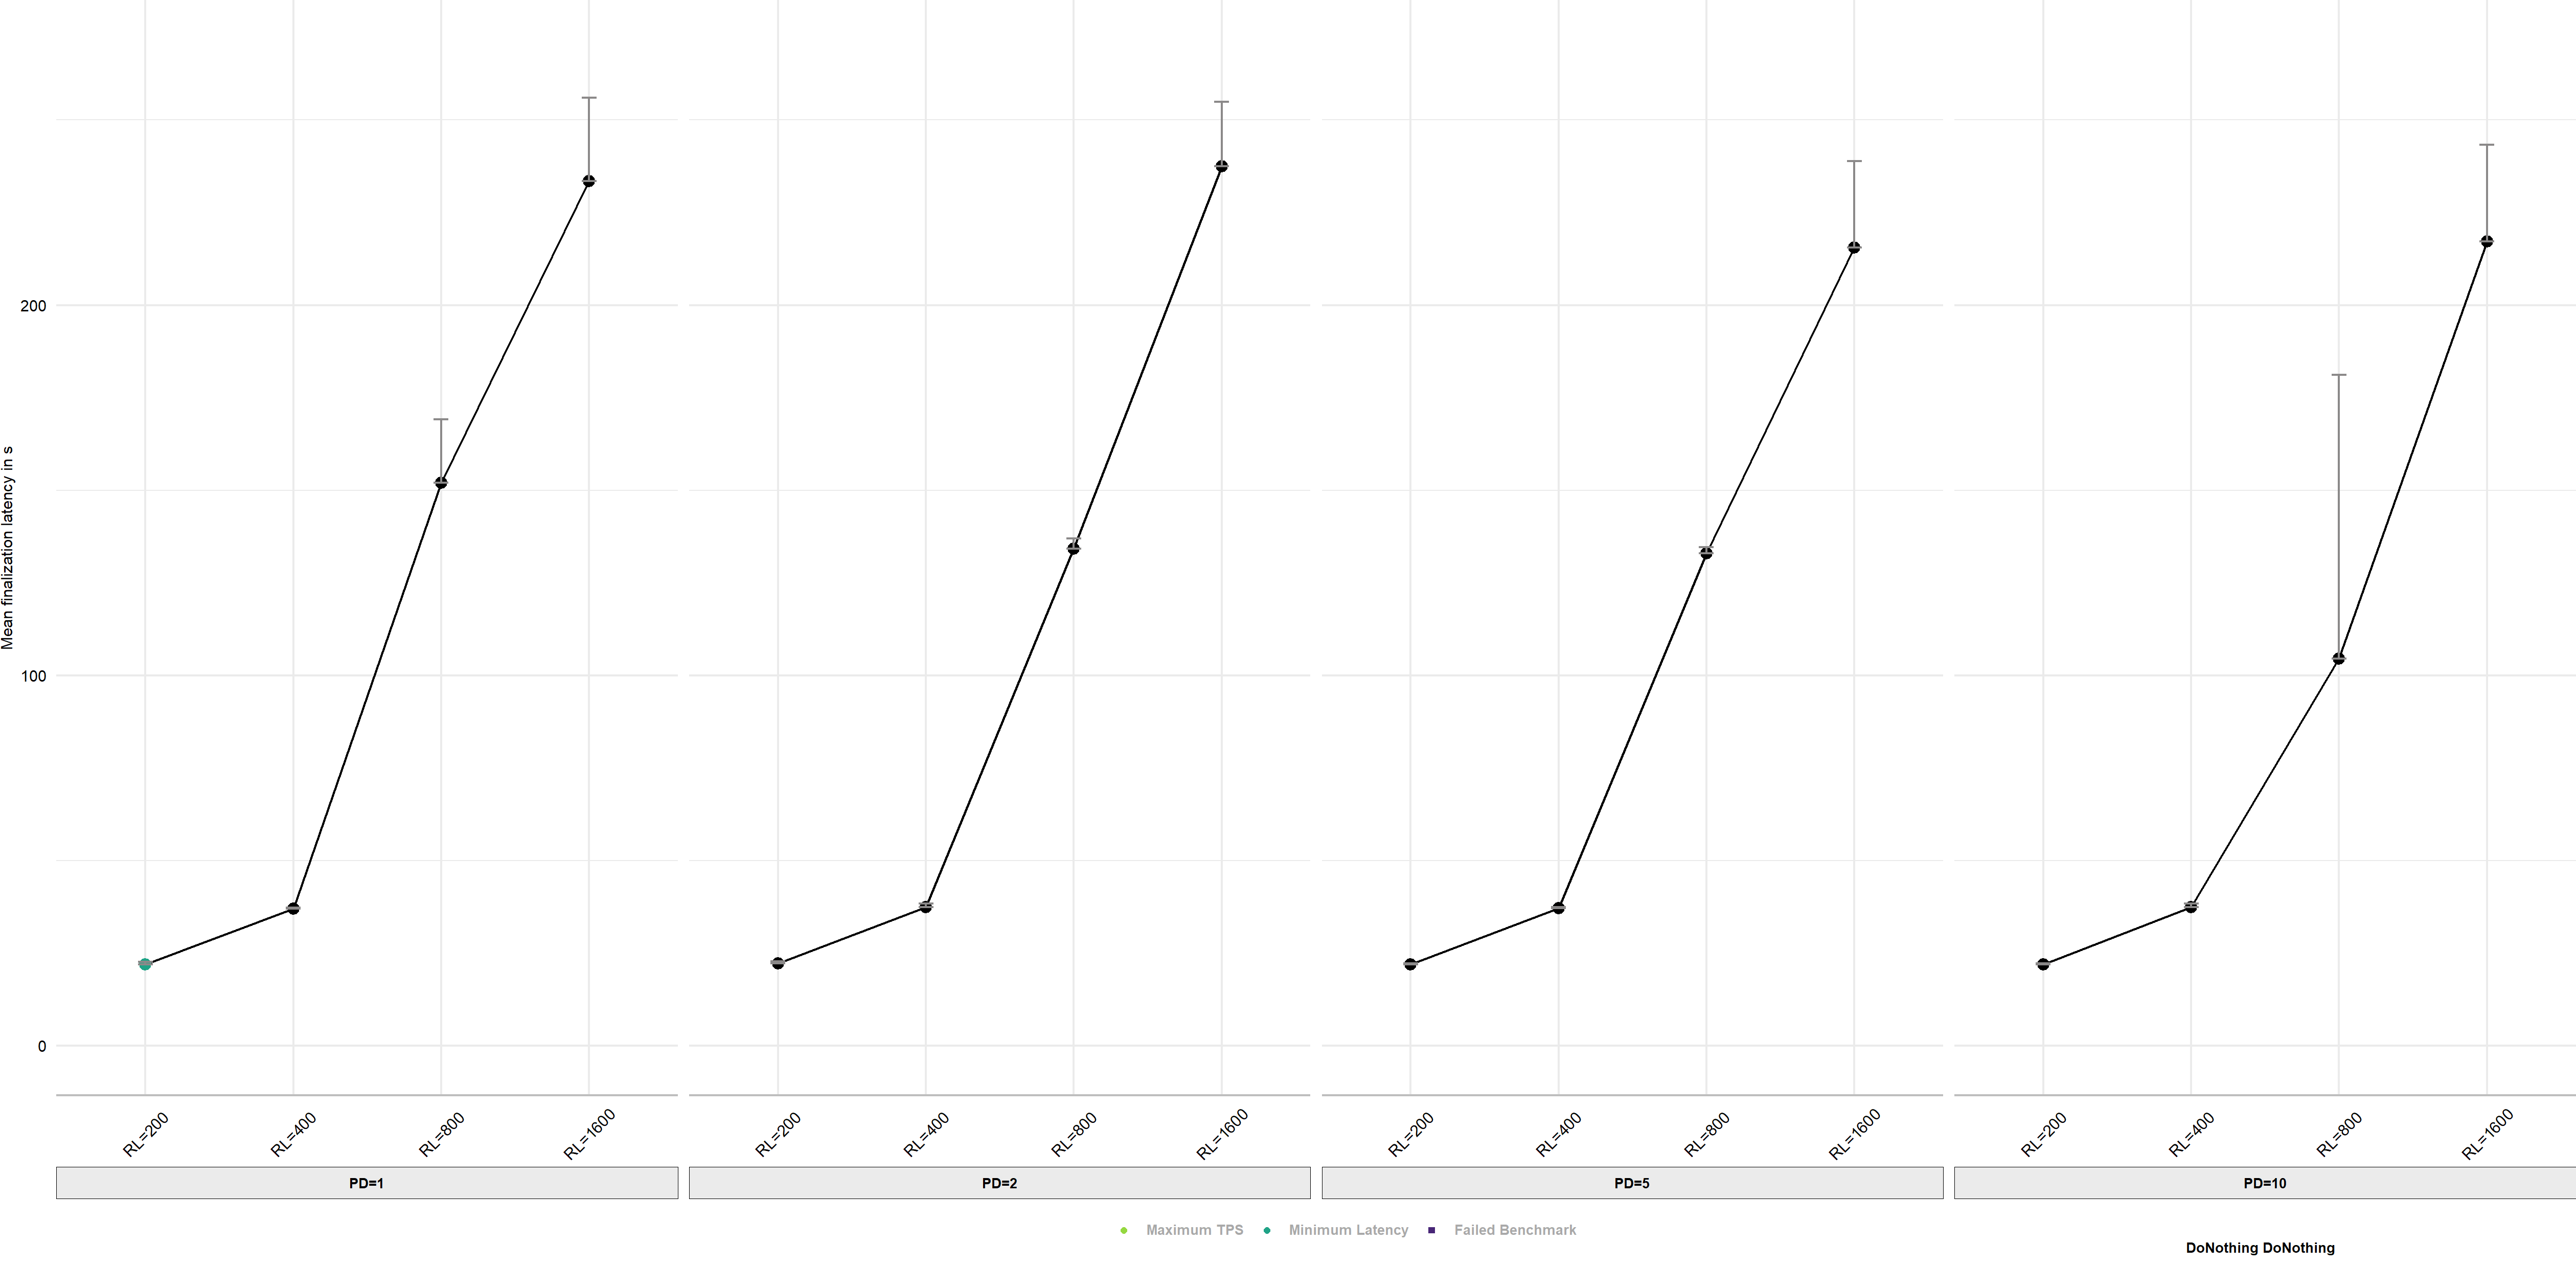 Mean finalization latency in s
200
100
0
RL=200 RL=400 RL=800 RL=1600 RL=200 RL=400 RL=800 RL=1600 RL=200 RL=400 RL=800 RL=1600 RL=200 RL=400 RL=800 RL=1600
PD=1 PD=2 PD=5 PD=10
Maximum TPS Minimum Latency Failed Benchmark
DoNothing DoNothing